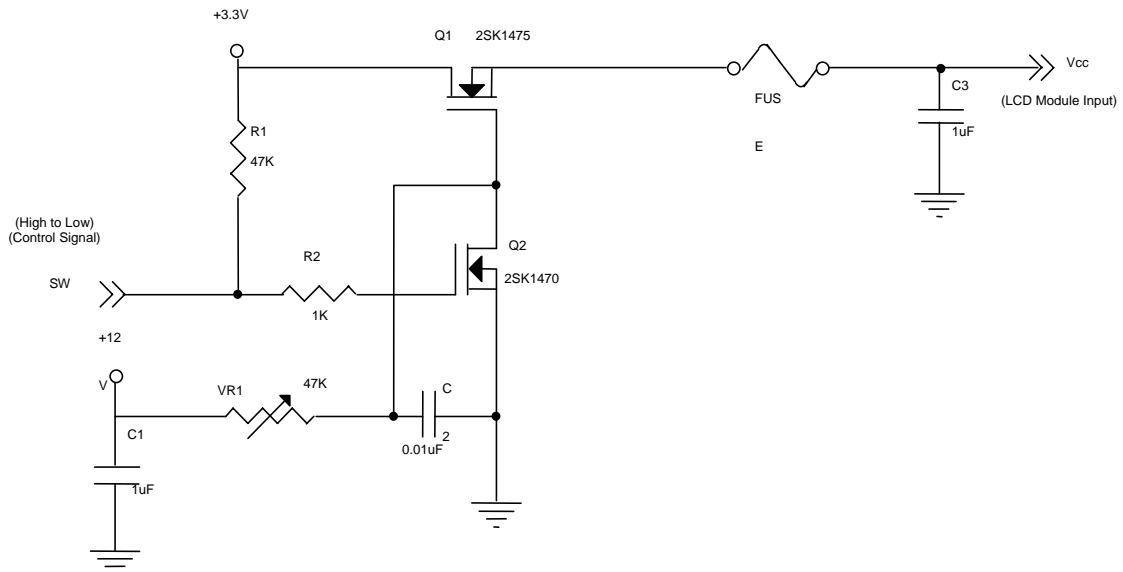 +3.3V
Q1 2SK1475
Vcc
(LCD Module Input)
FUS
E
C3
1uF
R1
47K
(High to Low)
(Control Signal)
SW
R2
1K
Q2
2SK1470
+12
V
VR1
47K
C
2
0.01uF
C1
1uF